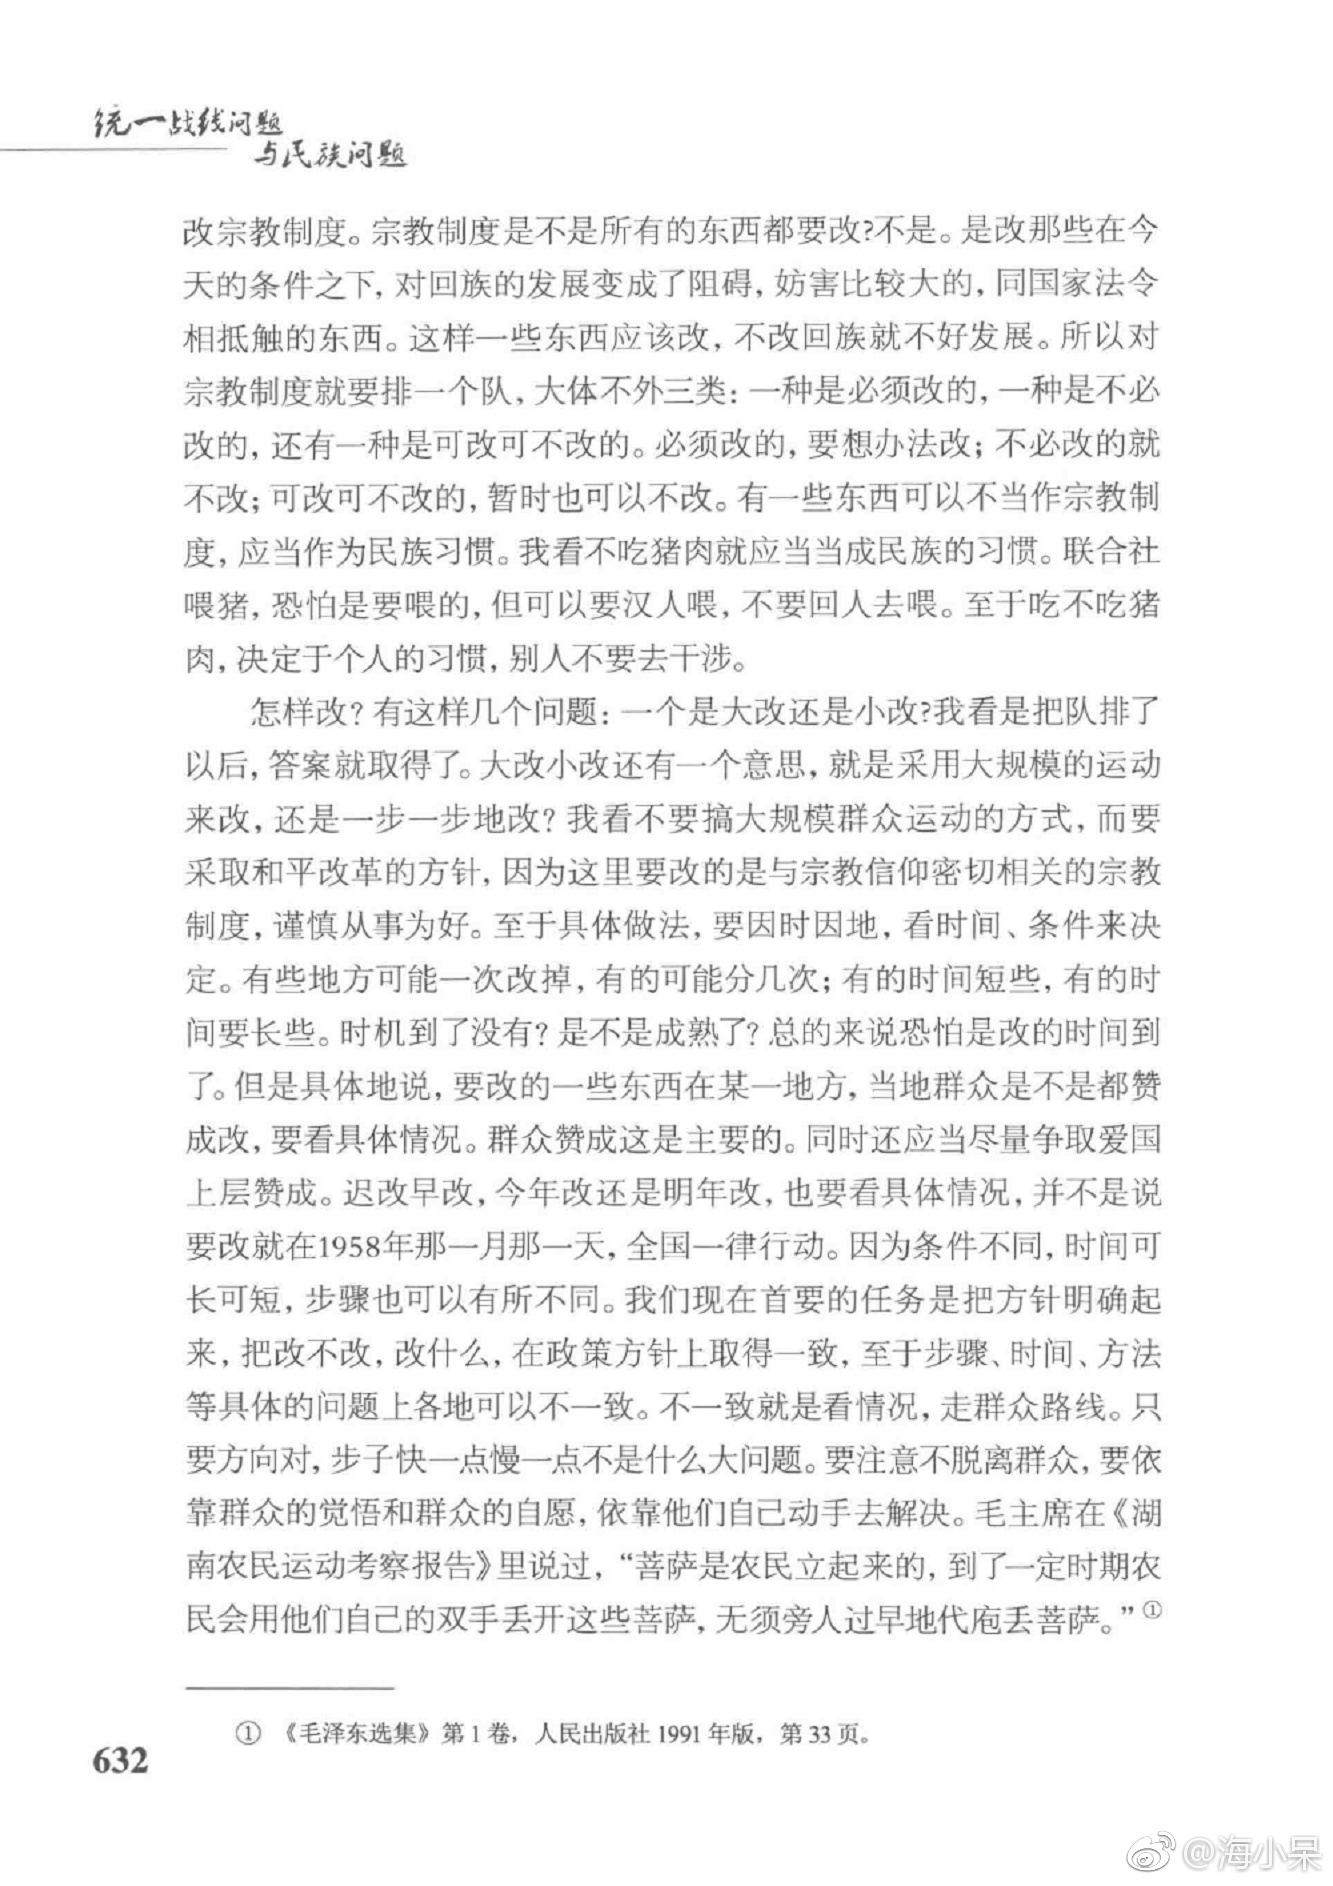 统一战线问题
与民族问题
改宗教制度。宗教制度是不是所有的东西都要改?不是。是改那些在今
天的条件之下，对回族的发展变成了阻碍，妨害比较大的，同国家法令
相抵触的东西。这样一些东西应该改，不改回族就不好发展。所以对
宗教制度就要排一个队，大体不外三类：一种是必须改的，一种是不必
改的，还有一种是可改可不改的。必须改的，要想办法改；不必改的就
不改；可改可不改的，暂时也可以不改。有一些东西可以不当作宗教制
度，应当作为民族习惯。我看不吃猪肉就应当当成民族的习惯。联合社
喂猪，恐怕是要喂的，但可以要汉人喂，不要回人去喂。至于吃不吃猪
肉，决定于个人的习惯，别人不要去干涉。
怎样改？有这样几个问题：一个是大改还是小改?我看是把队排了
以后，答案就取得了。大改小改还有一个意思，就是采用大规模的运动
来改，还是一步一步地改？我看不要搞大规模群众运动的方式，而要
采取和平改革的方针，因为这里要改的是与宗教信仰密切相关的宗教
制度，谨慎从事为好。至于具体做法，要因时因地，看时间、条件来决
定。有些地方可能一次改掉，有的可能分几次；有的时间短些，有的时
间要长些。时机到了没有？是不是成熟了？总的来说恐怕是改的时间到
了。但是具体地说，要改的一些东西在某一地方，当地群众是不是都赞
成改，要看具体情况。群众赞成这是主要的。同时还应当尽量争取爱国
上层赞成。迟改早改，今年改还是明年改，也要看具体情况，并不是说
要改就在1958年那一月那一天，全国一律行动。因为条件不同，时间可
长可短，步骤也可以有所不同。我们现在首要的任务是把方针明确起
来，把改不改，改什么，在政策方针上取得一致，至于步骤、时间、方法
等具体的问题上各地可以不一致。不一致就是看情况，走群众路线。只
要方向对，步子快一点慢一点不是什么大问题。要注意不脱离群众，要依
靠群众的觉悟和群众的自愿，依靠他们自己动手去解决。毛主席在《湖
南农民运动考察报告》里说过，“菩萨是农民立起来的，到了一定时期农
民会用他们自己的双手丢开这些菩萨，无须旁人过早地代庖丢菩萨。”①
① 《毛泽东选集》第1卷，人民出版社1991年版，第33页。
632
@海小呆